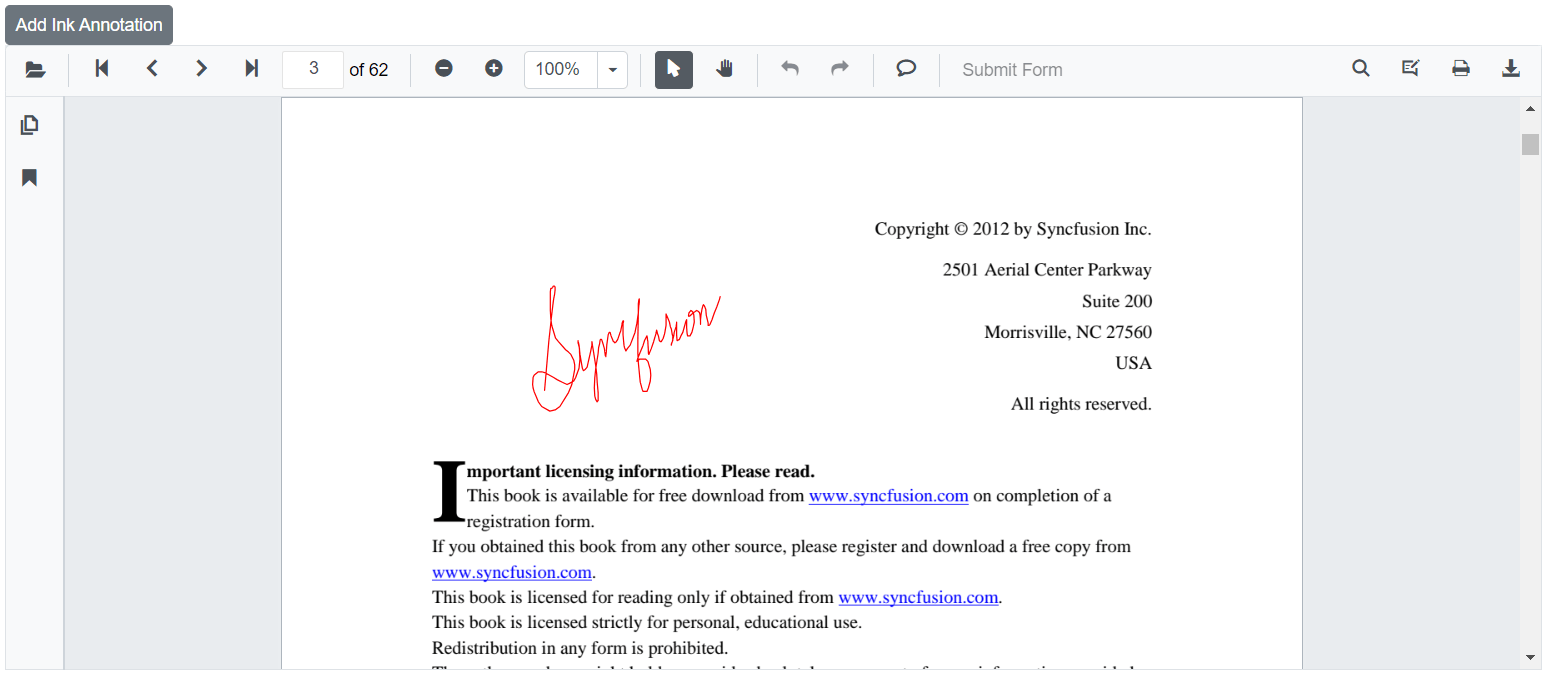 Add Ink Annotation
3 of 62 100% Submit Form
Copyright © 2012 by Syncfusion Inc.
2501 Aerial Center Parkway
Suite 200
Morrisville, NC 27560
USA
All rights reserved.
Syncfusion
Important licensing information. Please read.
This book is available for free download from www.syncfusion.com on completion of a
registration form.
If you obtained this book from any other source, please register and download a free copy from
www.syncfusion.com.
This book is licensed for reading only if obtained from www.syncfusion.com.
This book is licensed strictly for personal, educational use.
Redistribution in any form is prohibited.